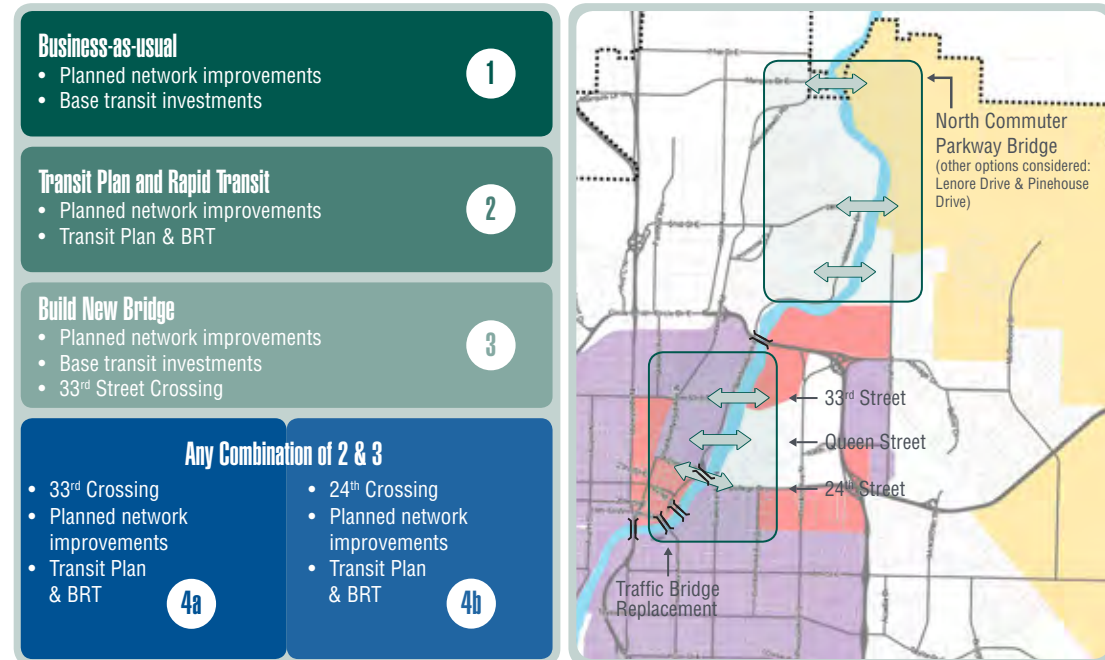 Business-as-usual
• Planned network improvements
• Base transit investments
1
Transit Plan and Rapid Transit
• Planned network improvements
• Transit Plan & BRT
2
Build New Bridge
• Planned network improvements
• Base transit investments
• 33rd Street Crossing
3
Any Combination of 2 & 3
• 33rd Crossing
• Planned network
improvements
• Transit Plan
& BRT
4a
• 24th Crossing
• Planned network
improvements
• Transit Plan
& BRT
4b
North Commuter
Parkway Bridge
(other options considered:
Lenore Drive & Pinehouse
Drive)
33rd Street
Queen Street
24th Street
Traffic Bridge
Replacement